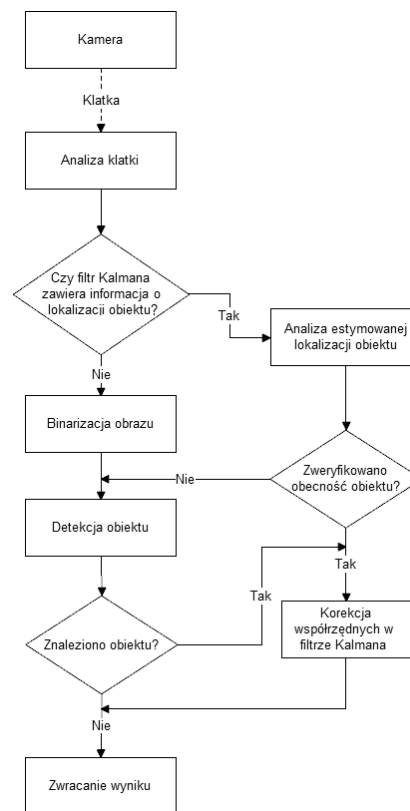 Kamera
Klatka
Analiza klatki
Czy filtr Kalmana
zawiera informacja o
lokalizacji obiektu?
Tak
Analiza estymowanej
lokalizacji obiektu
Nie
Binarizacja obrazu
Zweryfikowano
obecność obiektu?
Nie
Detekcja obiektu
Tak
Tak
Korekcja
współrzędnych w
filtrze Kalmana
Znaleziono obiektu?
Nie
Zwracanie wyniku